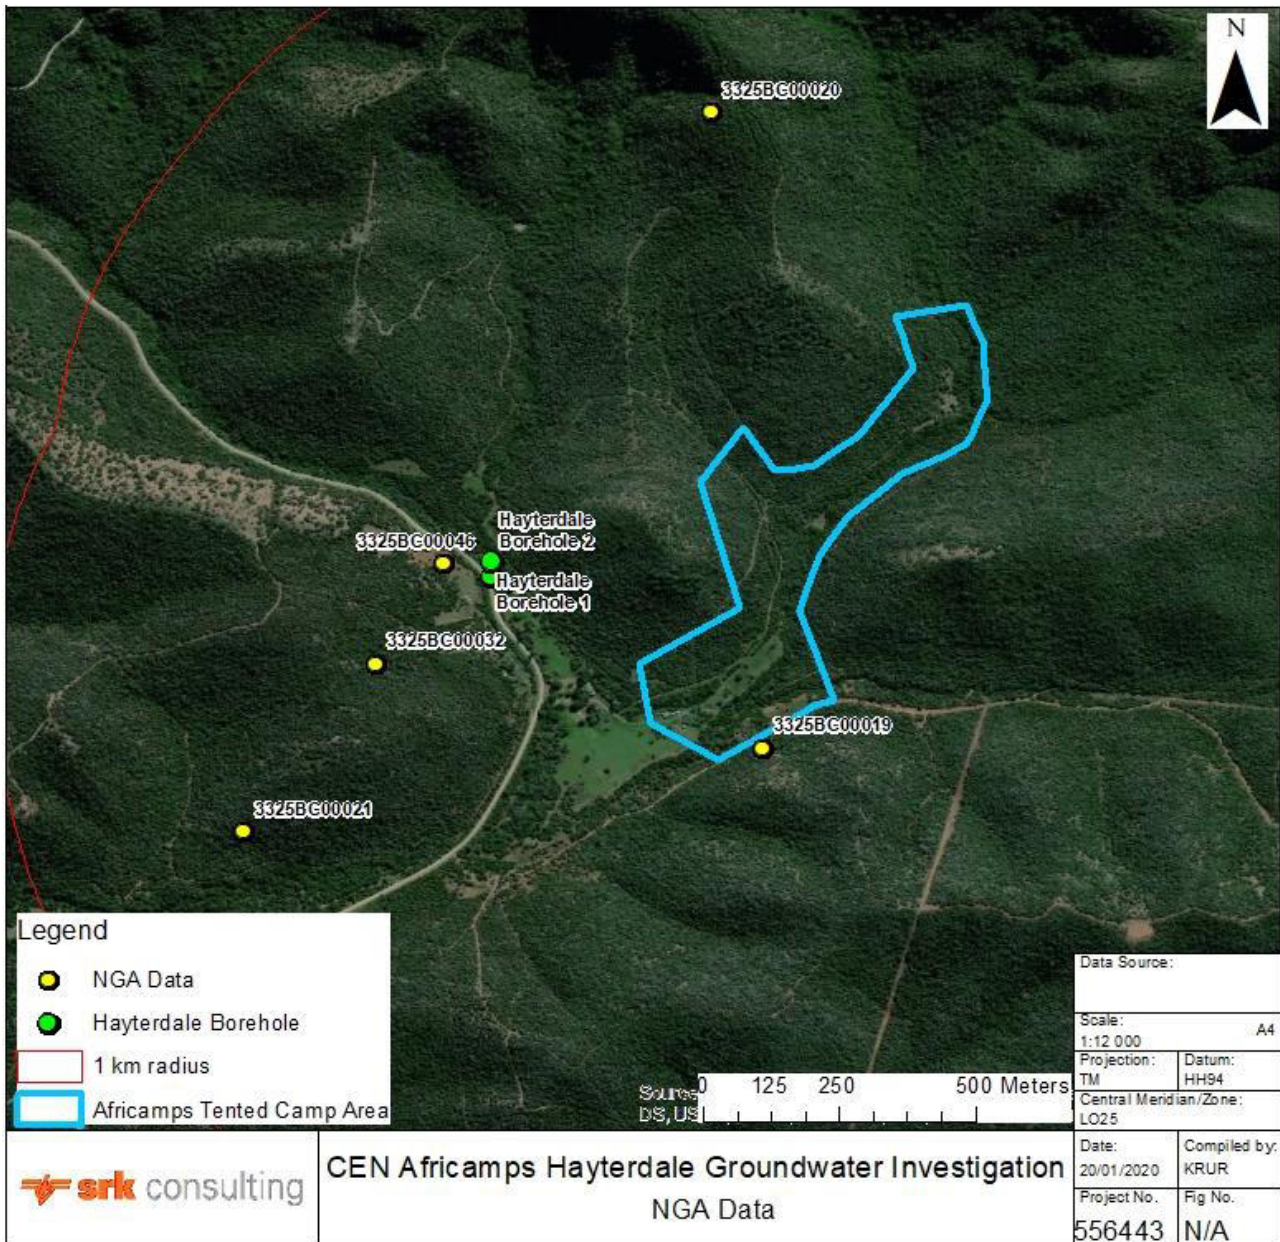 N
3325BC00020
Hayterdale
Borehole 2
3325BC00046
Hayterdale
Borehole 1
3325BC00032
3325BC00019
3325BC00021
Legend
NGA Data
Hayterdale Borehole
1 km radius
Africamps Tented Camp Area
Source
DS, US
0 125 250 500 Meters
Data Source:
Scale:
1:12 000 A4
Projection: Datum:
TM HH94
Central Meridian/Zone:
LO25
Date: Compiled by:
20/01/2020 KRUR
Project No. Fig No.
556443 N/A
srk consulting
CEN Africamps Hayterdale Groundwater Investigation
NGA Data